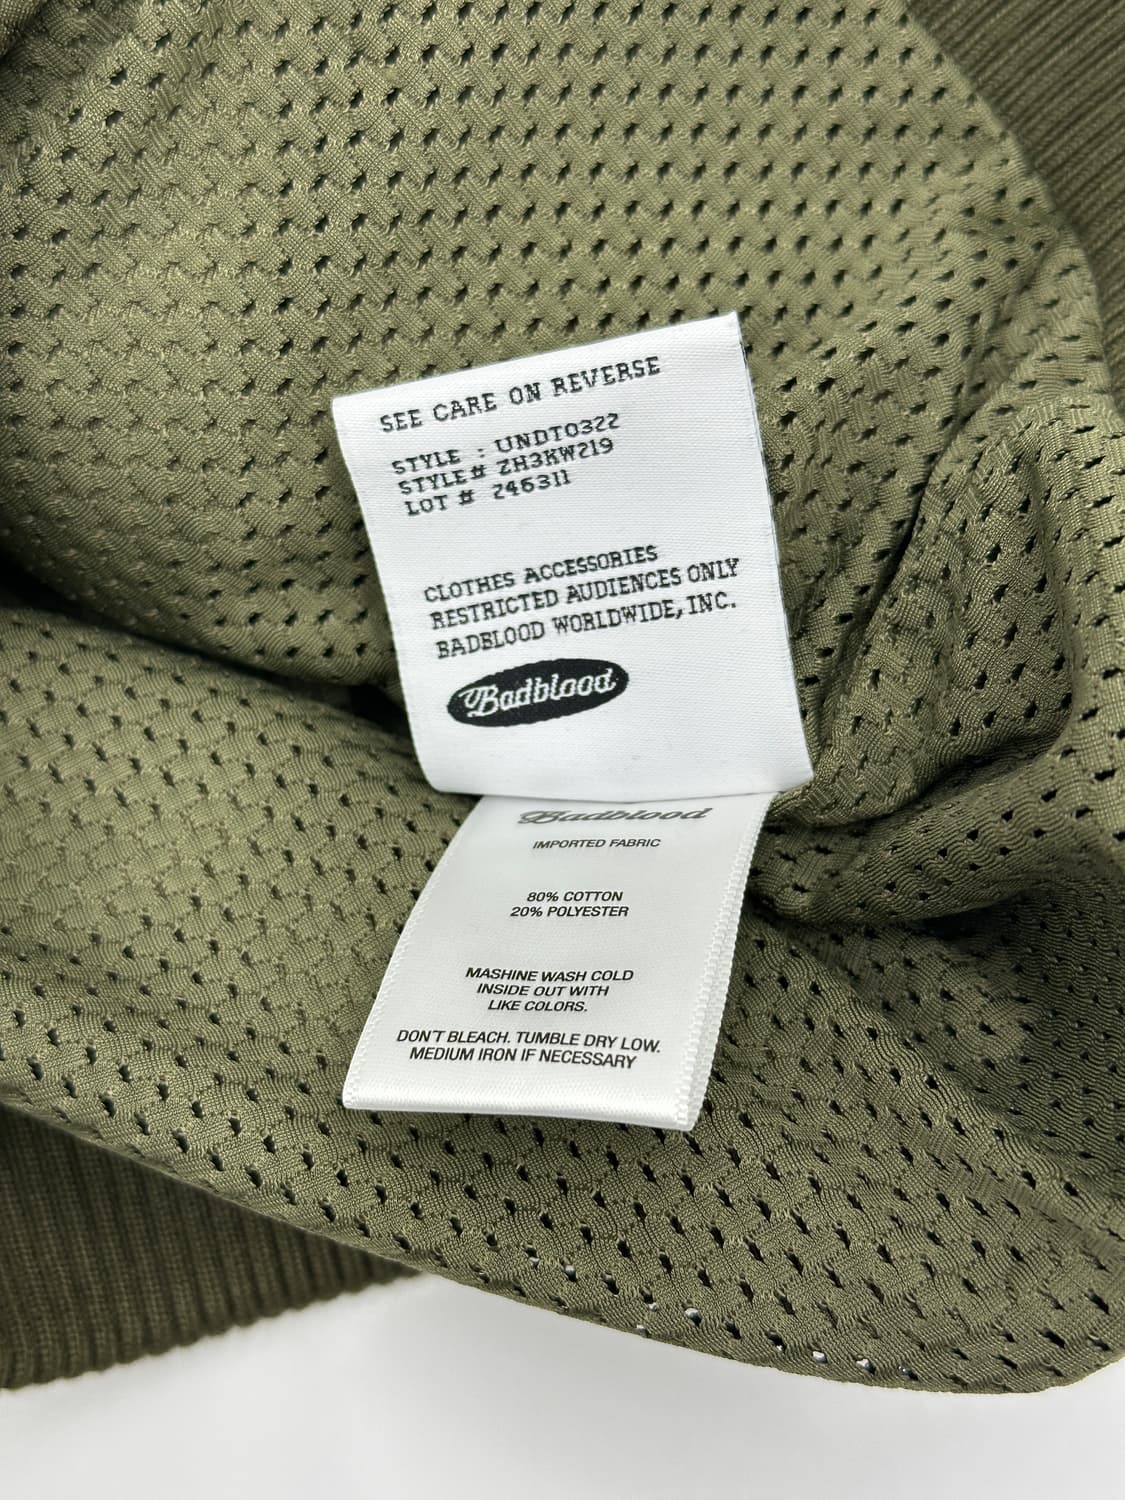 SEE CARE ON REVERSE
STYLE : UNDT0322
STYLE# ZH3KW219
LOT # 246311
CLOTHES ACCESSORIES
RESTRICTED AUDIENCES ONLY
BADBLOOD WORLDWIDE, INC.
Badblood
Badblood
IMPORTED FABRIC
80% COTTON
20% POLYESTER
MASHINE WASH COLD
INSIDE OUT WITH
LIKE COLORS.
DON'T BLEACH. TUMBLE DRY LOW.
MEDIUM IRON IF NECESSARY